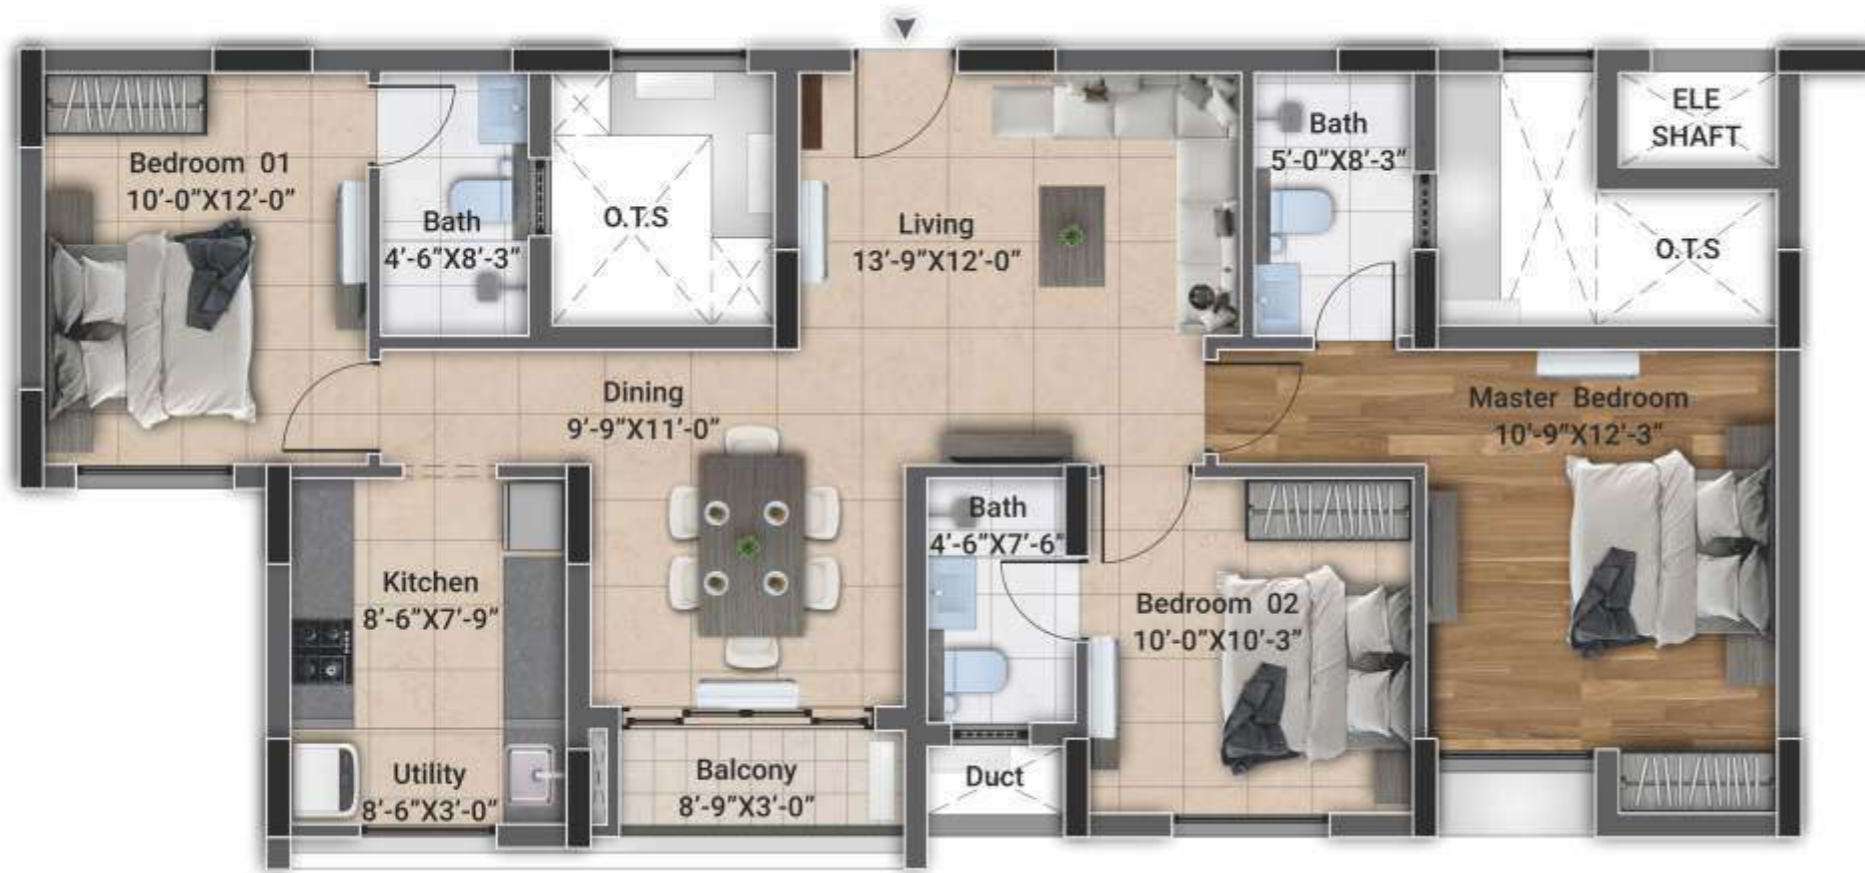 ELE
SHAFT
Bath
5'-0"X8'-3"
Bedroom 01
10'-0"X12'-0"
Bath
4'-6"X8'-3"
O.T.S
Living
13'-9"X12'-0"
O.T.S
Dining
9'-9"X11'-0"
Master Bedroom
10'-9"X12'-3"
Bath
4'-6"X7'-6"
Kitchen
8'-6"X7'-9"
Bedroom 02
10'-0"X10'-3"
Utility
8'-6"X3'-0"
Balcony
8'-9"X3'-0"
Duct